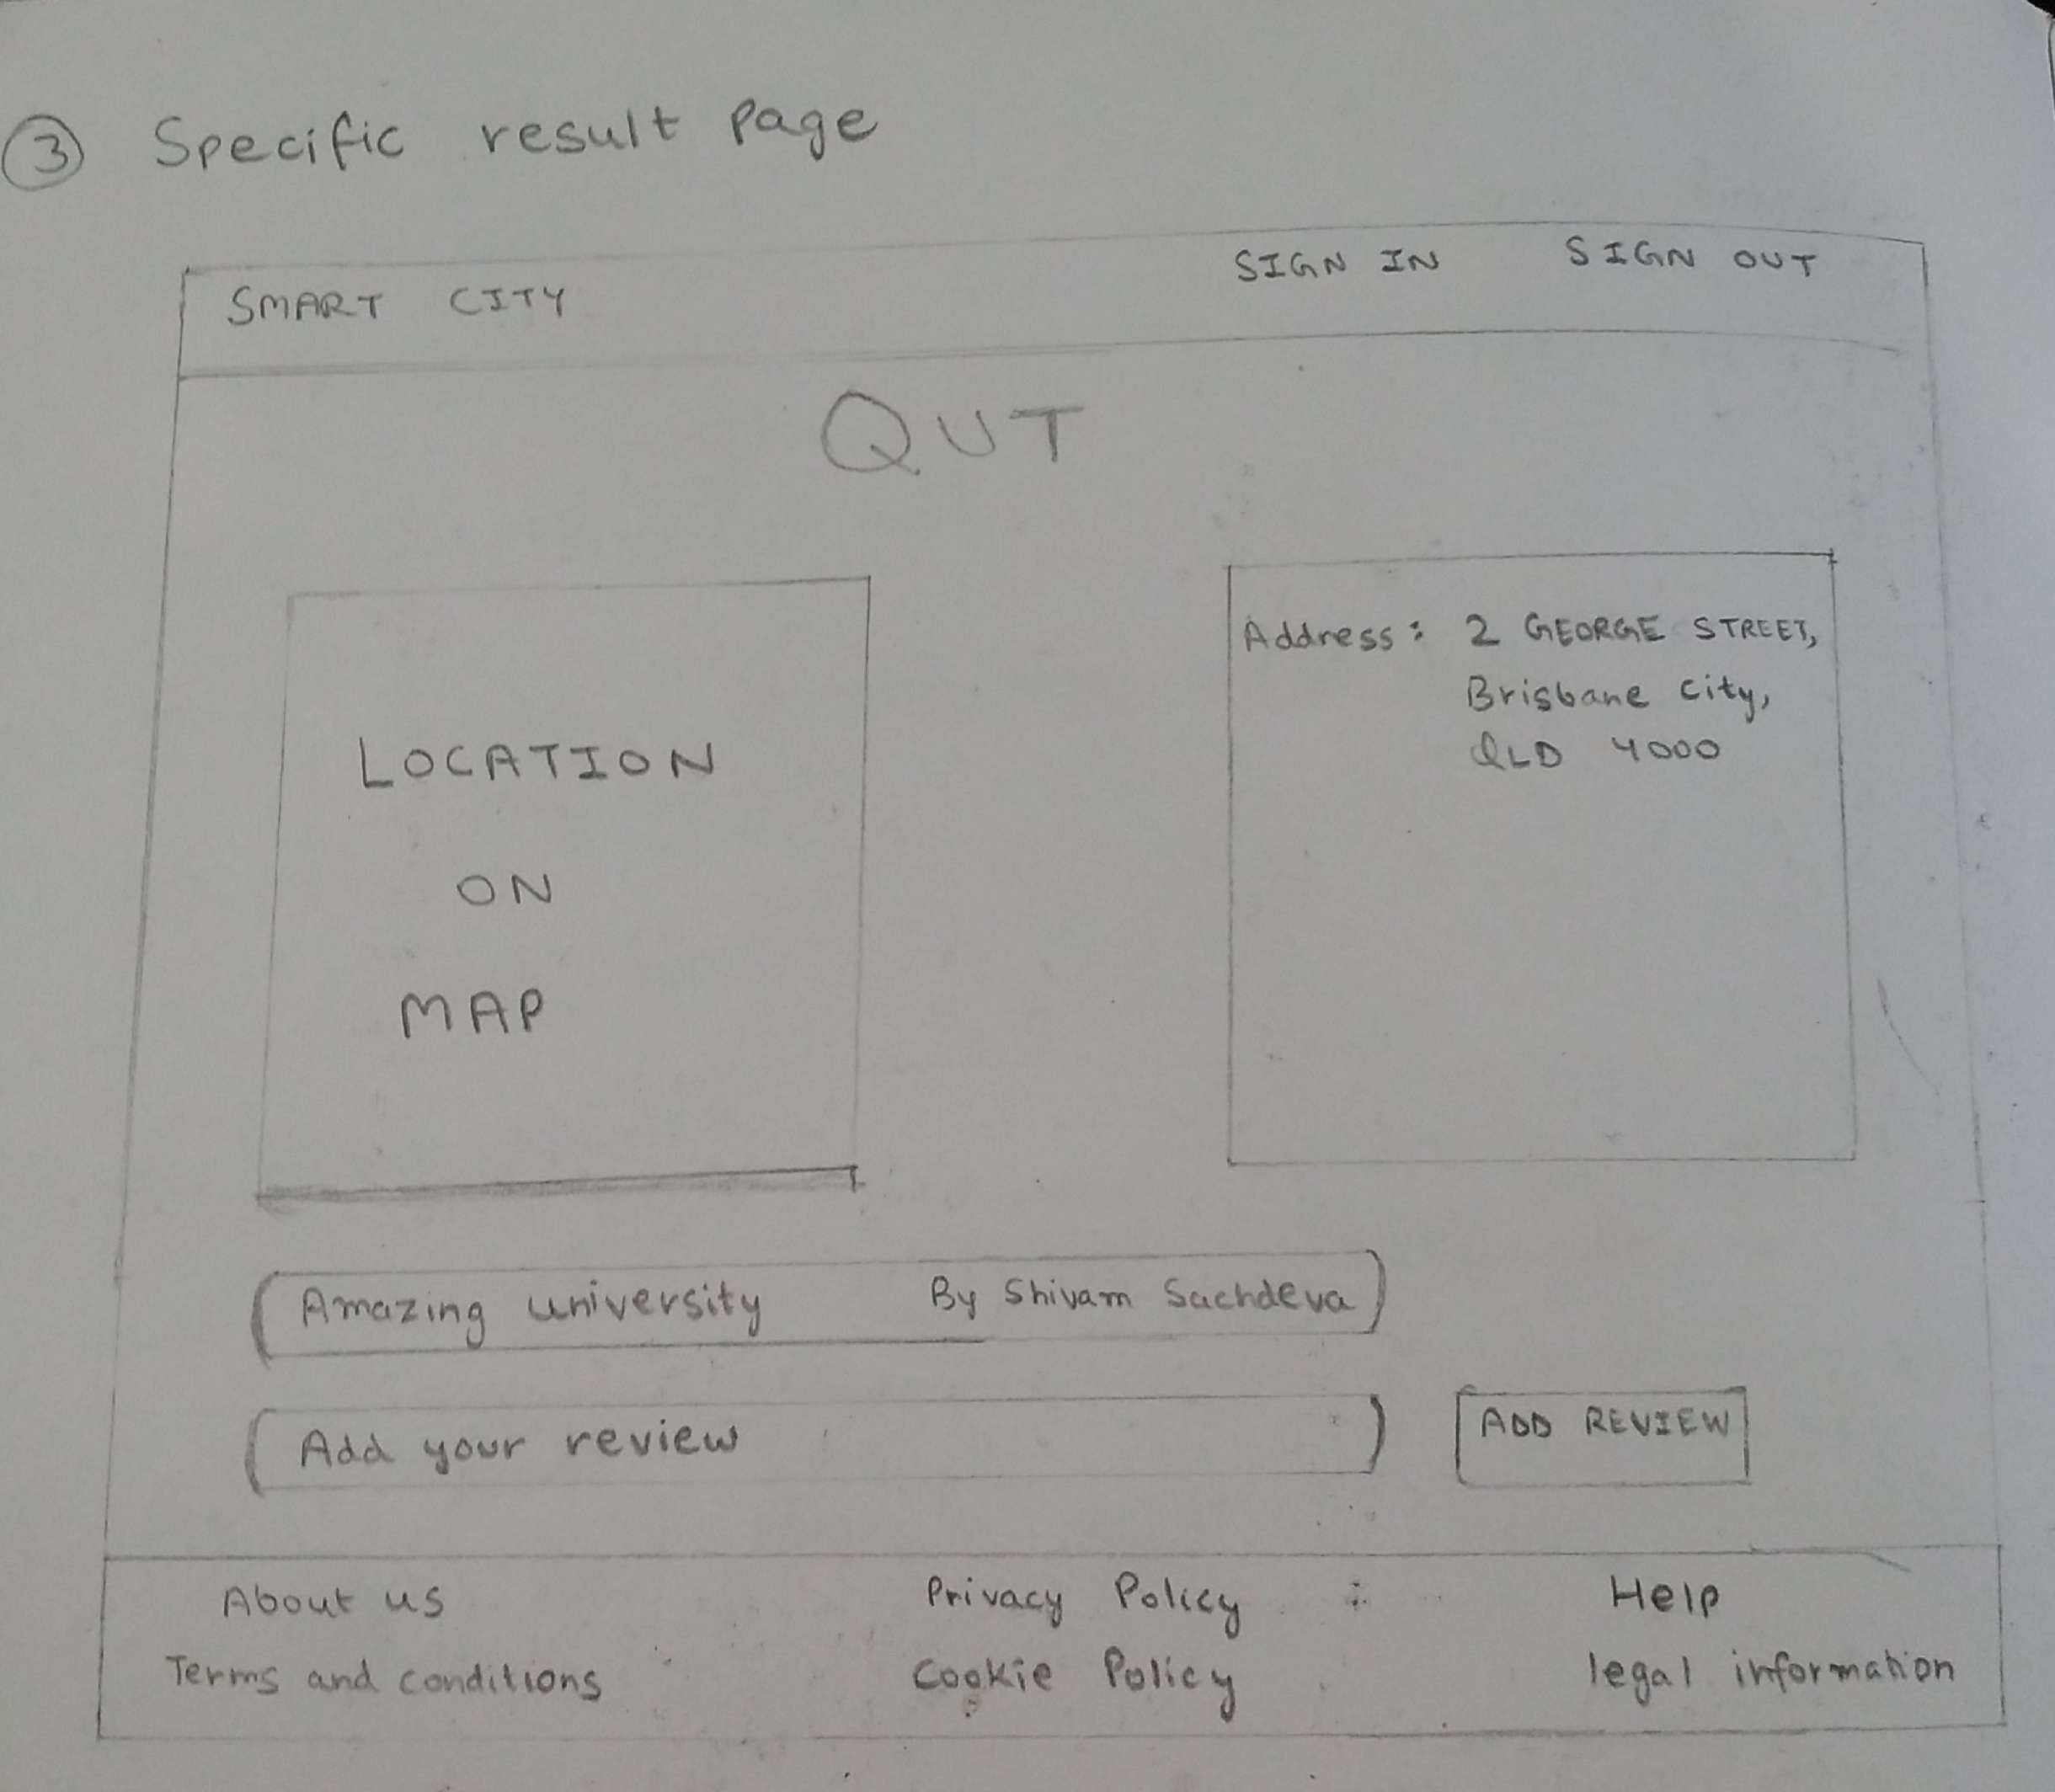 3 Specific result page
SMART CITY SIGN IN SIGN OUT
QUT
LOCATION
ON
MAP
Address: 2 GEORGE STREET,
Brisbane city,
QLD 4000
Amazing university By Shivam Sachdeva
Add your review ADD REVIEW
About us Privacy Policy Help
Terms and conditions Cookie Policy legal information